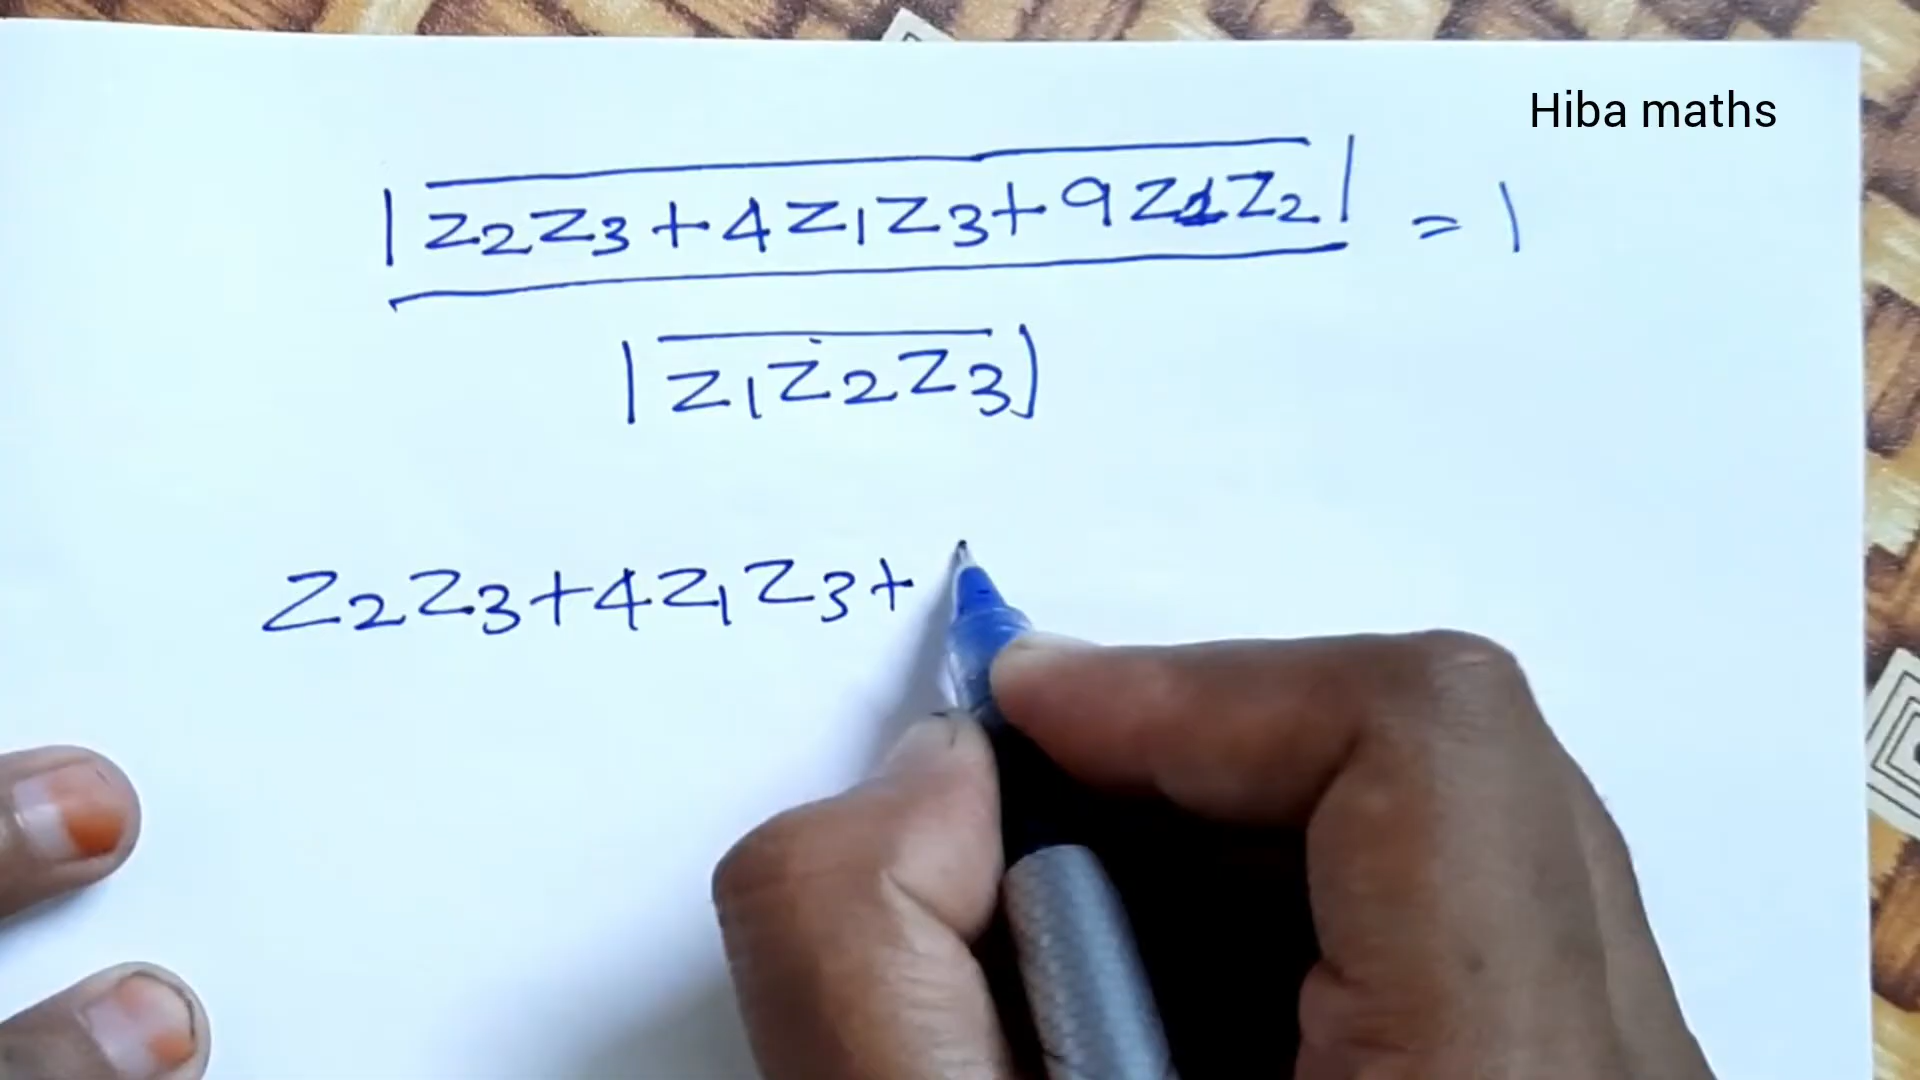 Hiba maths
|z₂z₃+4z₁z₃+9z₁z₂| = 1
|z₁z₂z₃|
z₂z₃+4z₁z₃+